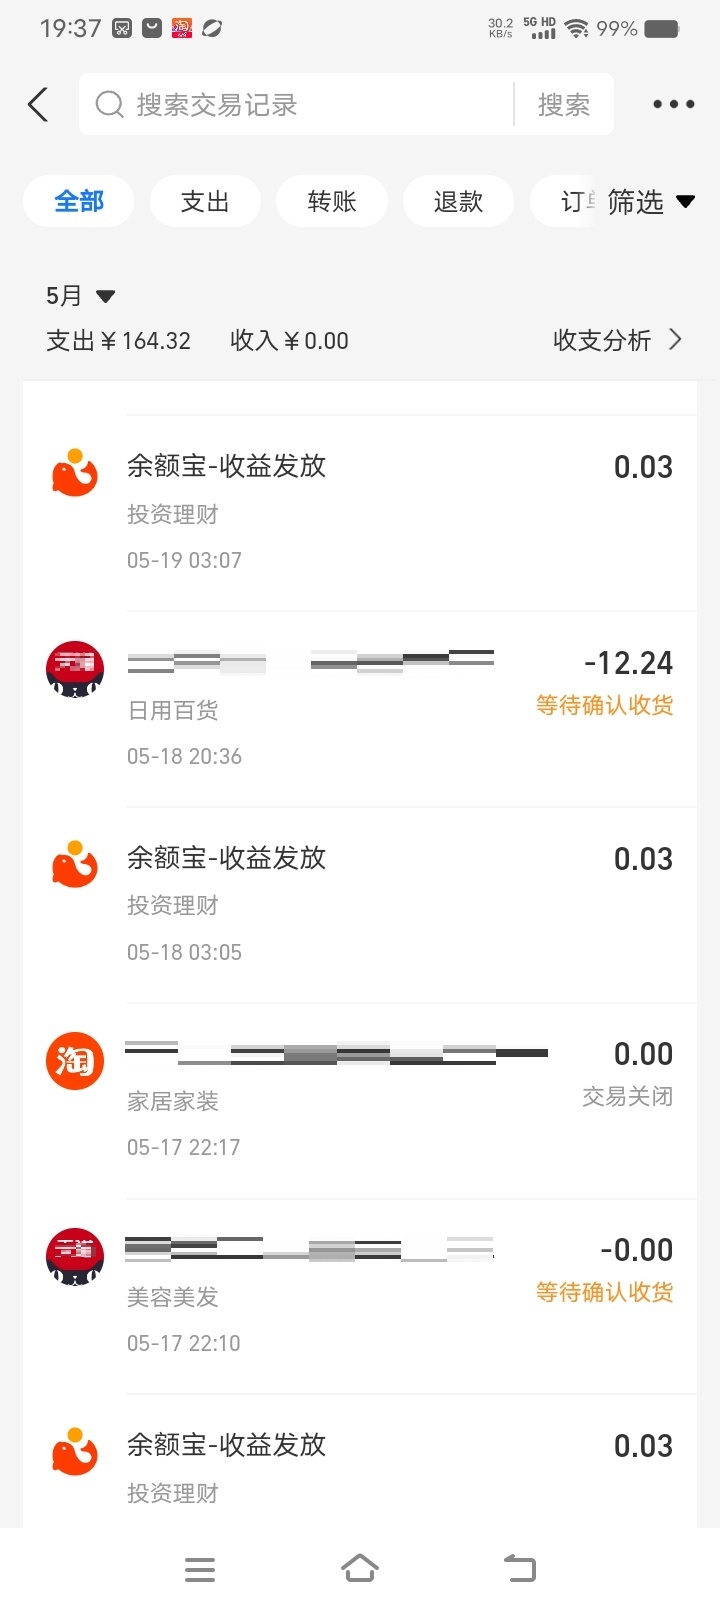 19:37
30.2 KB/s 5G HD 99%
搜索交易记录 搜索
全部 支出 转账 退款 筛选
5月
支出￥164.32 收入￥0.00 收支分析
余额宝-收益发放 0.03
投资理财
05-19 03:07
-12.24
日用百货 等待确认收货
05-18 20:36
余额宝-收益发放 0.03
投资理财
05-18 03:05
淘 0.00
家居家装 交易关闭
05-17 22:17
-0.00
美容美发 等待确认收货
05-17 22:10
余额宝-收益发放 0.03
投资理财